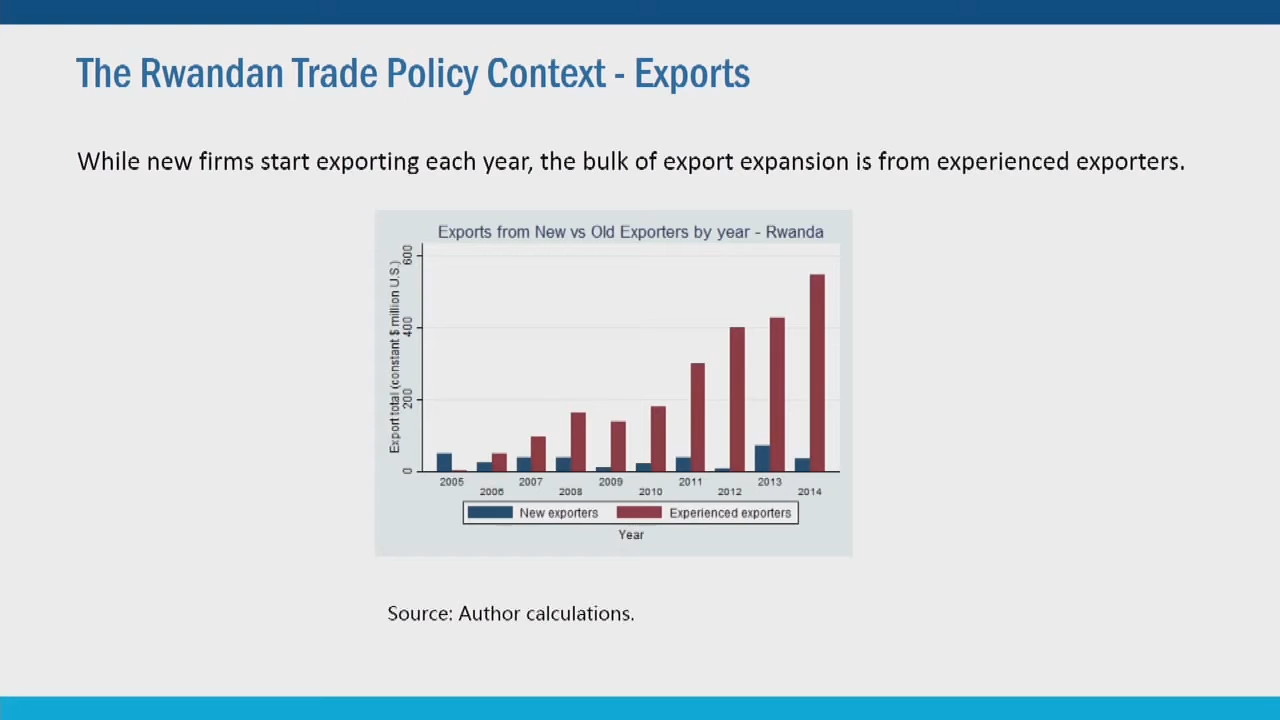 The Rwandan Trade Policy Context - Exports
While new firms start exporting each year, the bulk of export expansion is from experienced exporters.
Exports from New vs Old Exporters by year - Rwanda
Export total (constant $ million U.S.)
600
400
200
0
2005 2006 2007 2008 2009 2010 2011 2012 2013 2014
New exporters Experienced exporters
Year
Source: Author calculations.